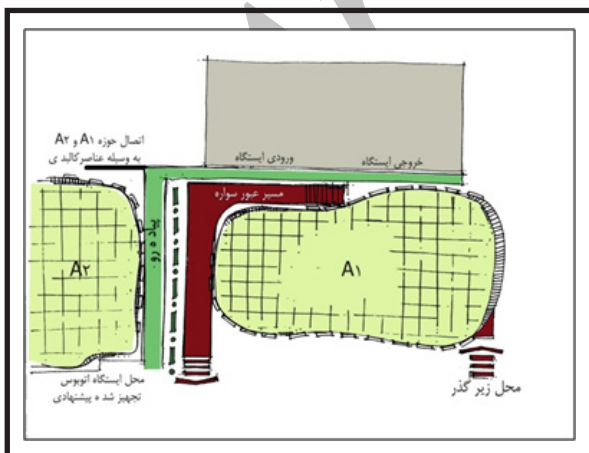 اتصال حوزه A۱ و A۲
به وسیله عناصر کالبدی
ورودی ایستگاه
خروجی ایستگاه
مسیر عبور سواره
پیاده رو
A۲
A۱
محل ایستگاه اتوبوس
تجهیز شده پیشنهادی
محل زیر گذر